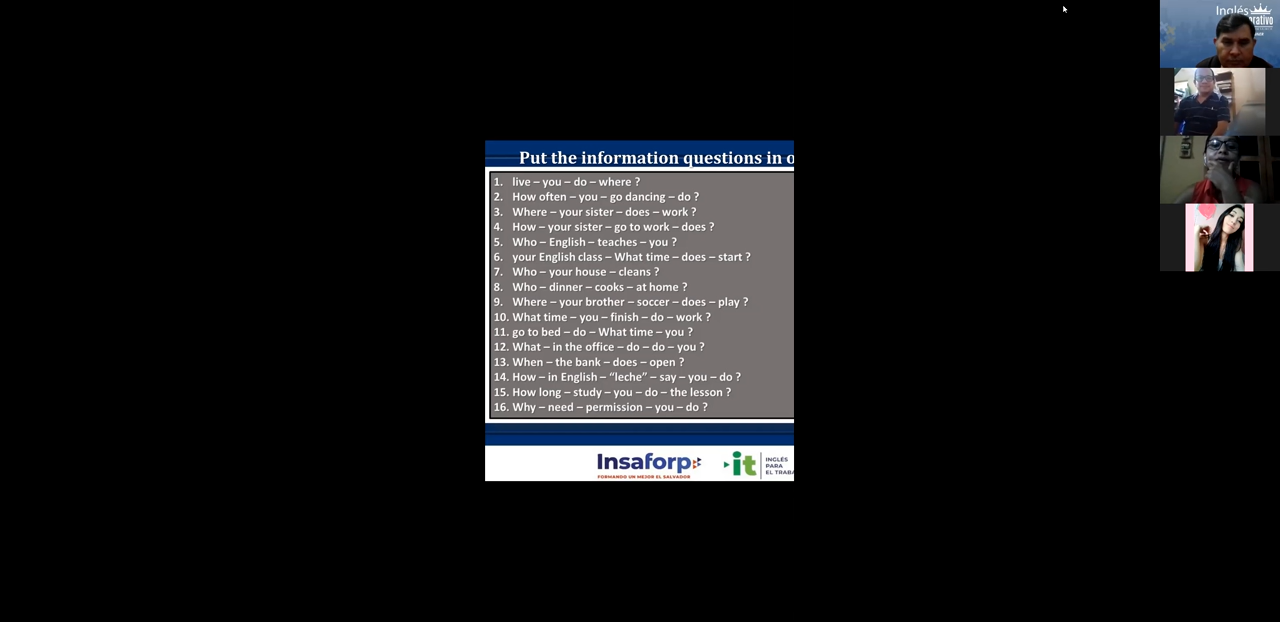 Put the information questions in
1. live – you – do – where ?
2. How often – you – go dancing – do ?
3. Where – your sister – does – work ?
4. How – your sister – go to work – does ?
5. Who – English – teaches – you ?
6. your English class – What time – does – start ?
7. Who – your house – cleans ?
8. Who – dinner – cooks – at home ?
9. Where – your brother – soccer – does – play ?
10. What time – you – finish – do – work ?
11. go to bed – do – What time – you ?
12. What – in the office – do – do – you ?
13. When – the bank – does – open ?
14. How – in English – “leche” – say – you – do ?
15. How long – study – you – do – the lesson ?
16. Why – need – permission – you – do ?
Insaforp
FORMANDO UN MEJOR EL SALVADOR
it
INGLÉS
PARA
EL TRABA
Inglés